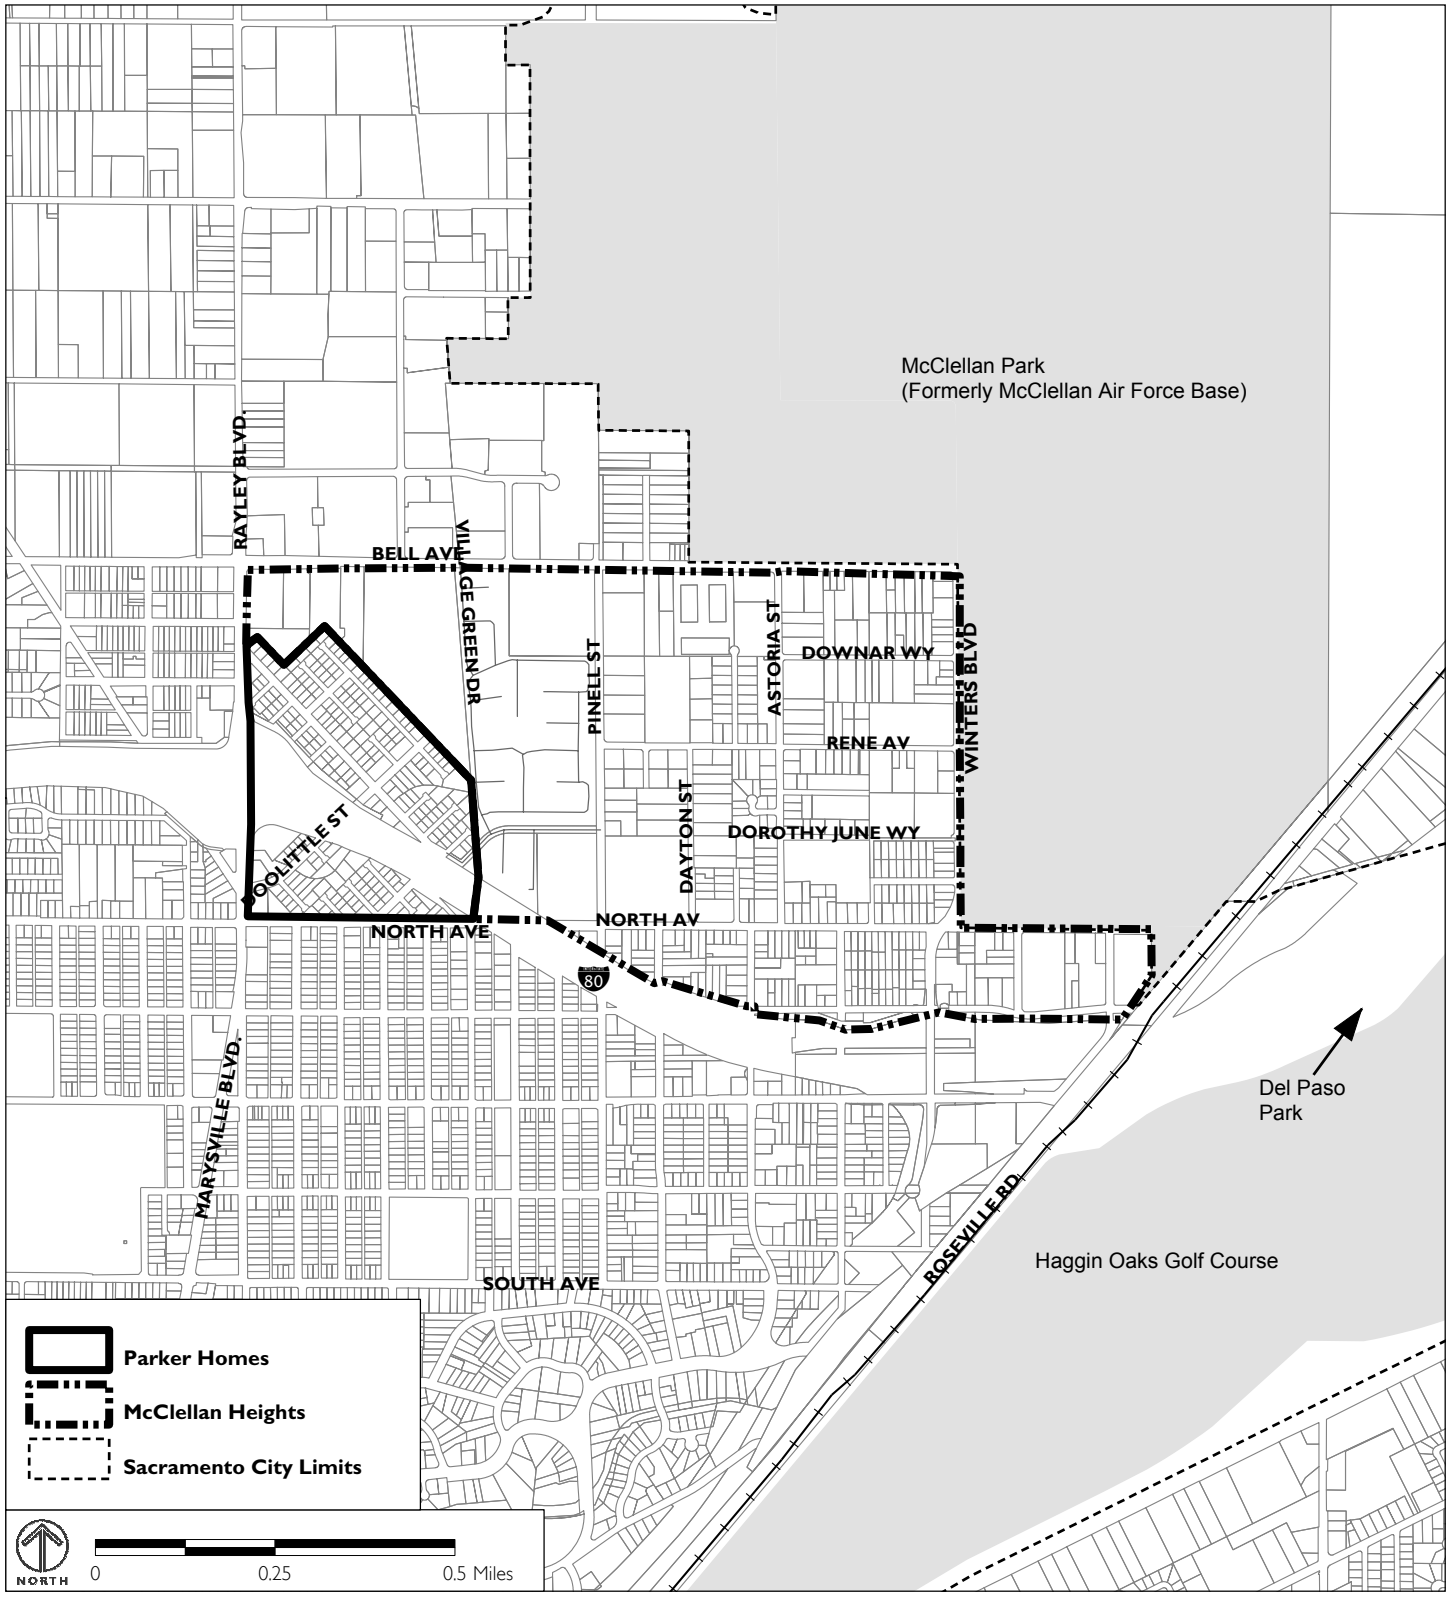 McClellan Park
(Formerly McClellan Air Force Base)
RAYLEY BLVD.
BELL AVE
VILLAGE GREEN DR
PINELL ST
ASTORIA ST
DOWNAR WY
WINTERS BLVD
RENE AV
DAYTON ST
DOROTHY JUNE WY
DOOLITTLE ST
NORTH AVE
NORTH AV
80
MARYSVILLE BLVD.
Del Paso
Park
ROSEVILLE RD
Haggin Oaks Golf Course
SOUTH AVE
Parker Homes
McClellan Heights
Sacramento City Limits
NORTH
0 0.25 0.5 Miles